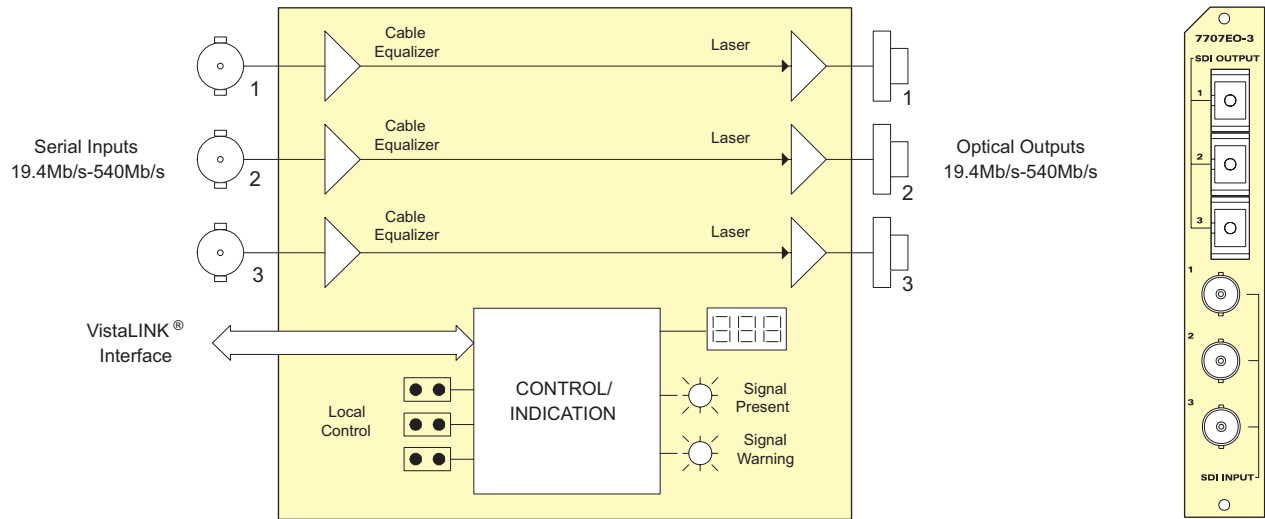 Cable
Equalizer
Laser
1
1
Cable
Equalizer
Laser
Serial Inputs
19.4Mb/s-540Mb/s
2
Optical Outputs
19.4Mb/s-540Mb/s
2
Cable
Equalizer
Laser
3
3
VistaLINK ®
Interface
CONTROL/
INDICATION
Local
Control
Signal
Present
Signal
Warning
7707EO-3
SDI OUTPUT
1
2
3
1
2
3
SDI INPUT